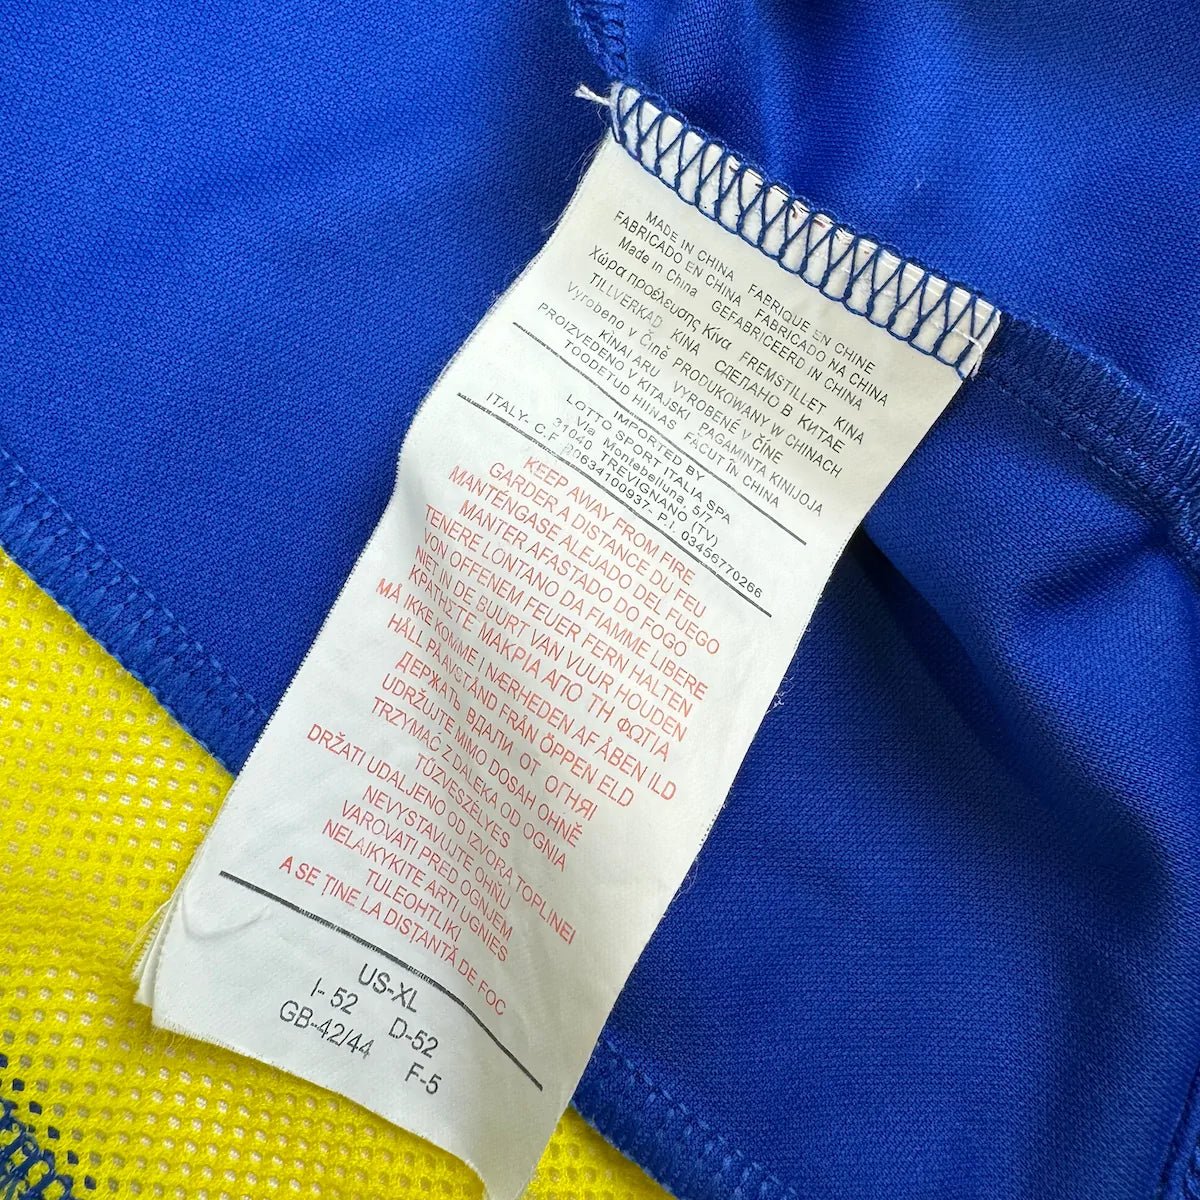 MADE IN CHINA FABRIQUE EN CHINE
FABRICADO EN CHINA FABRICADO NA CHINA
Made in China GEFABRICEERD IN CHINA
Χώρα προέλευσης Κίνα FREMSTILLET KINA
TILLVERKAD KINA СДЕЛАНО В КИТАЕ
Vyrobeno v Číně PRODUKOWANY W CHINACH
KÍNAI ÁRU VYROBENÉ V ČÍNE
PROIZVEDENO V KITAJSKI PAGAMINTA KINIJOJA
TOODETUD HIINAS FĂCUT ÎN CHINA
IMPORTED BY
LOTTO SPORT ITALIA SPA
Via Montebelluna, 5/7
31040 TREVIGNANO (TV)
ITALY- C.F. 00634100937- P.I. 03456770266
KEEP AWAY FROM FIRE
GARDER A DISTANCE DU FEU
MANTÉNGASE ALEJADO DEL FUEGO
MANTER AFASTADO DO FOGO
TENERE LONTANO DA FIAMME LIBERE
VON OFFENEM FEUER FERN HALTEN
NIET IN DE BUURT VAN VUUR HOUDEN
ΚΡΑΤΗΣΤΕ ΜΑΚΡΙΑ ΑΠΟ ΤΗ ΦΩΤΙΑ
MÅ IKKE KOMME I NÆRHEDEN AF ÅBEN ILD
HÅLL PÅ AVSTÅND FRÅN ÖPPEN ELD
ДЕРЖАТЬ ВДАЛИ ОТ ОГНЯ!
UDRŽUJTE MIMO DOSAH OHNĚ
TRZYMAĆ Z DALEKA OD OGNIA
TŰZVESZÉLYES
DRŽATI UDALJENO OD IZVORA TOPLINEI
NEVYSTAVUJTE OHŇU
VAROVATI PRED OGNJEM
NELAIKYKITE ARTI UGNIES
TULEOHTLIKI
A SE ȚINE LA DISTANȚĂ DE FOC
US-XL
I- 52 D-52
GB-42/44 F-5